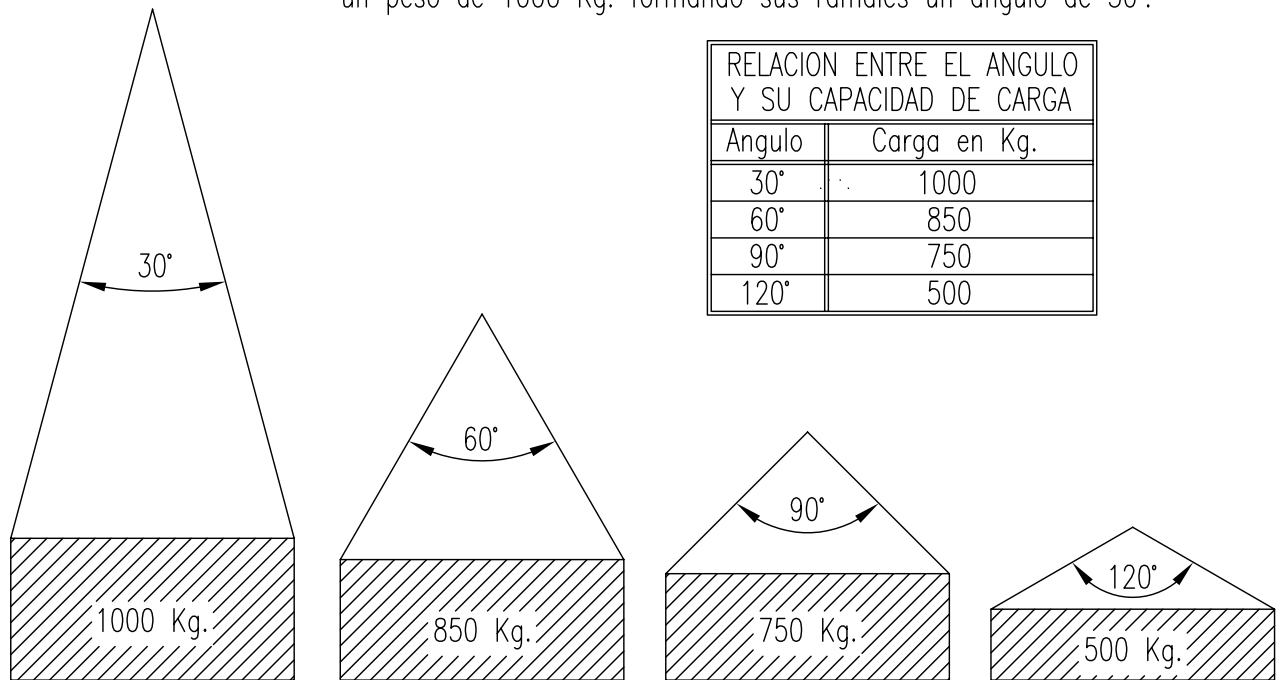 un peso de 1000 Kg. formando sus ramales un ángulo de 30°.
RELACION ENTRE EL ANGULO
Y SU CAPACIDAD DE CARGA
Angulo Carga en Kg.
30° 1000
60° 850
90° 750
120° 500
30°
60°
90°
120°
1000 Kg.
850 Kg.
750 Kg.
500 Kg.